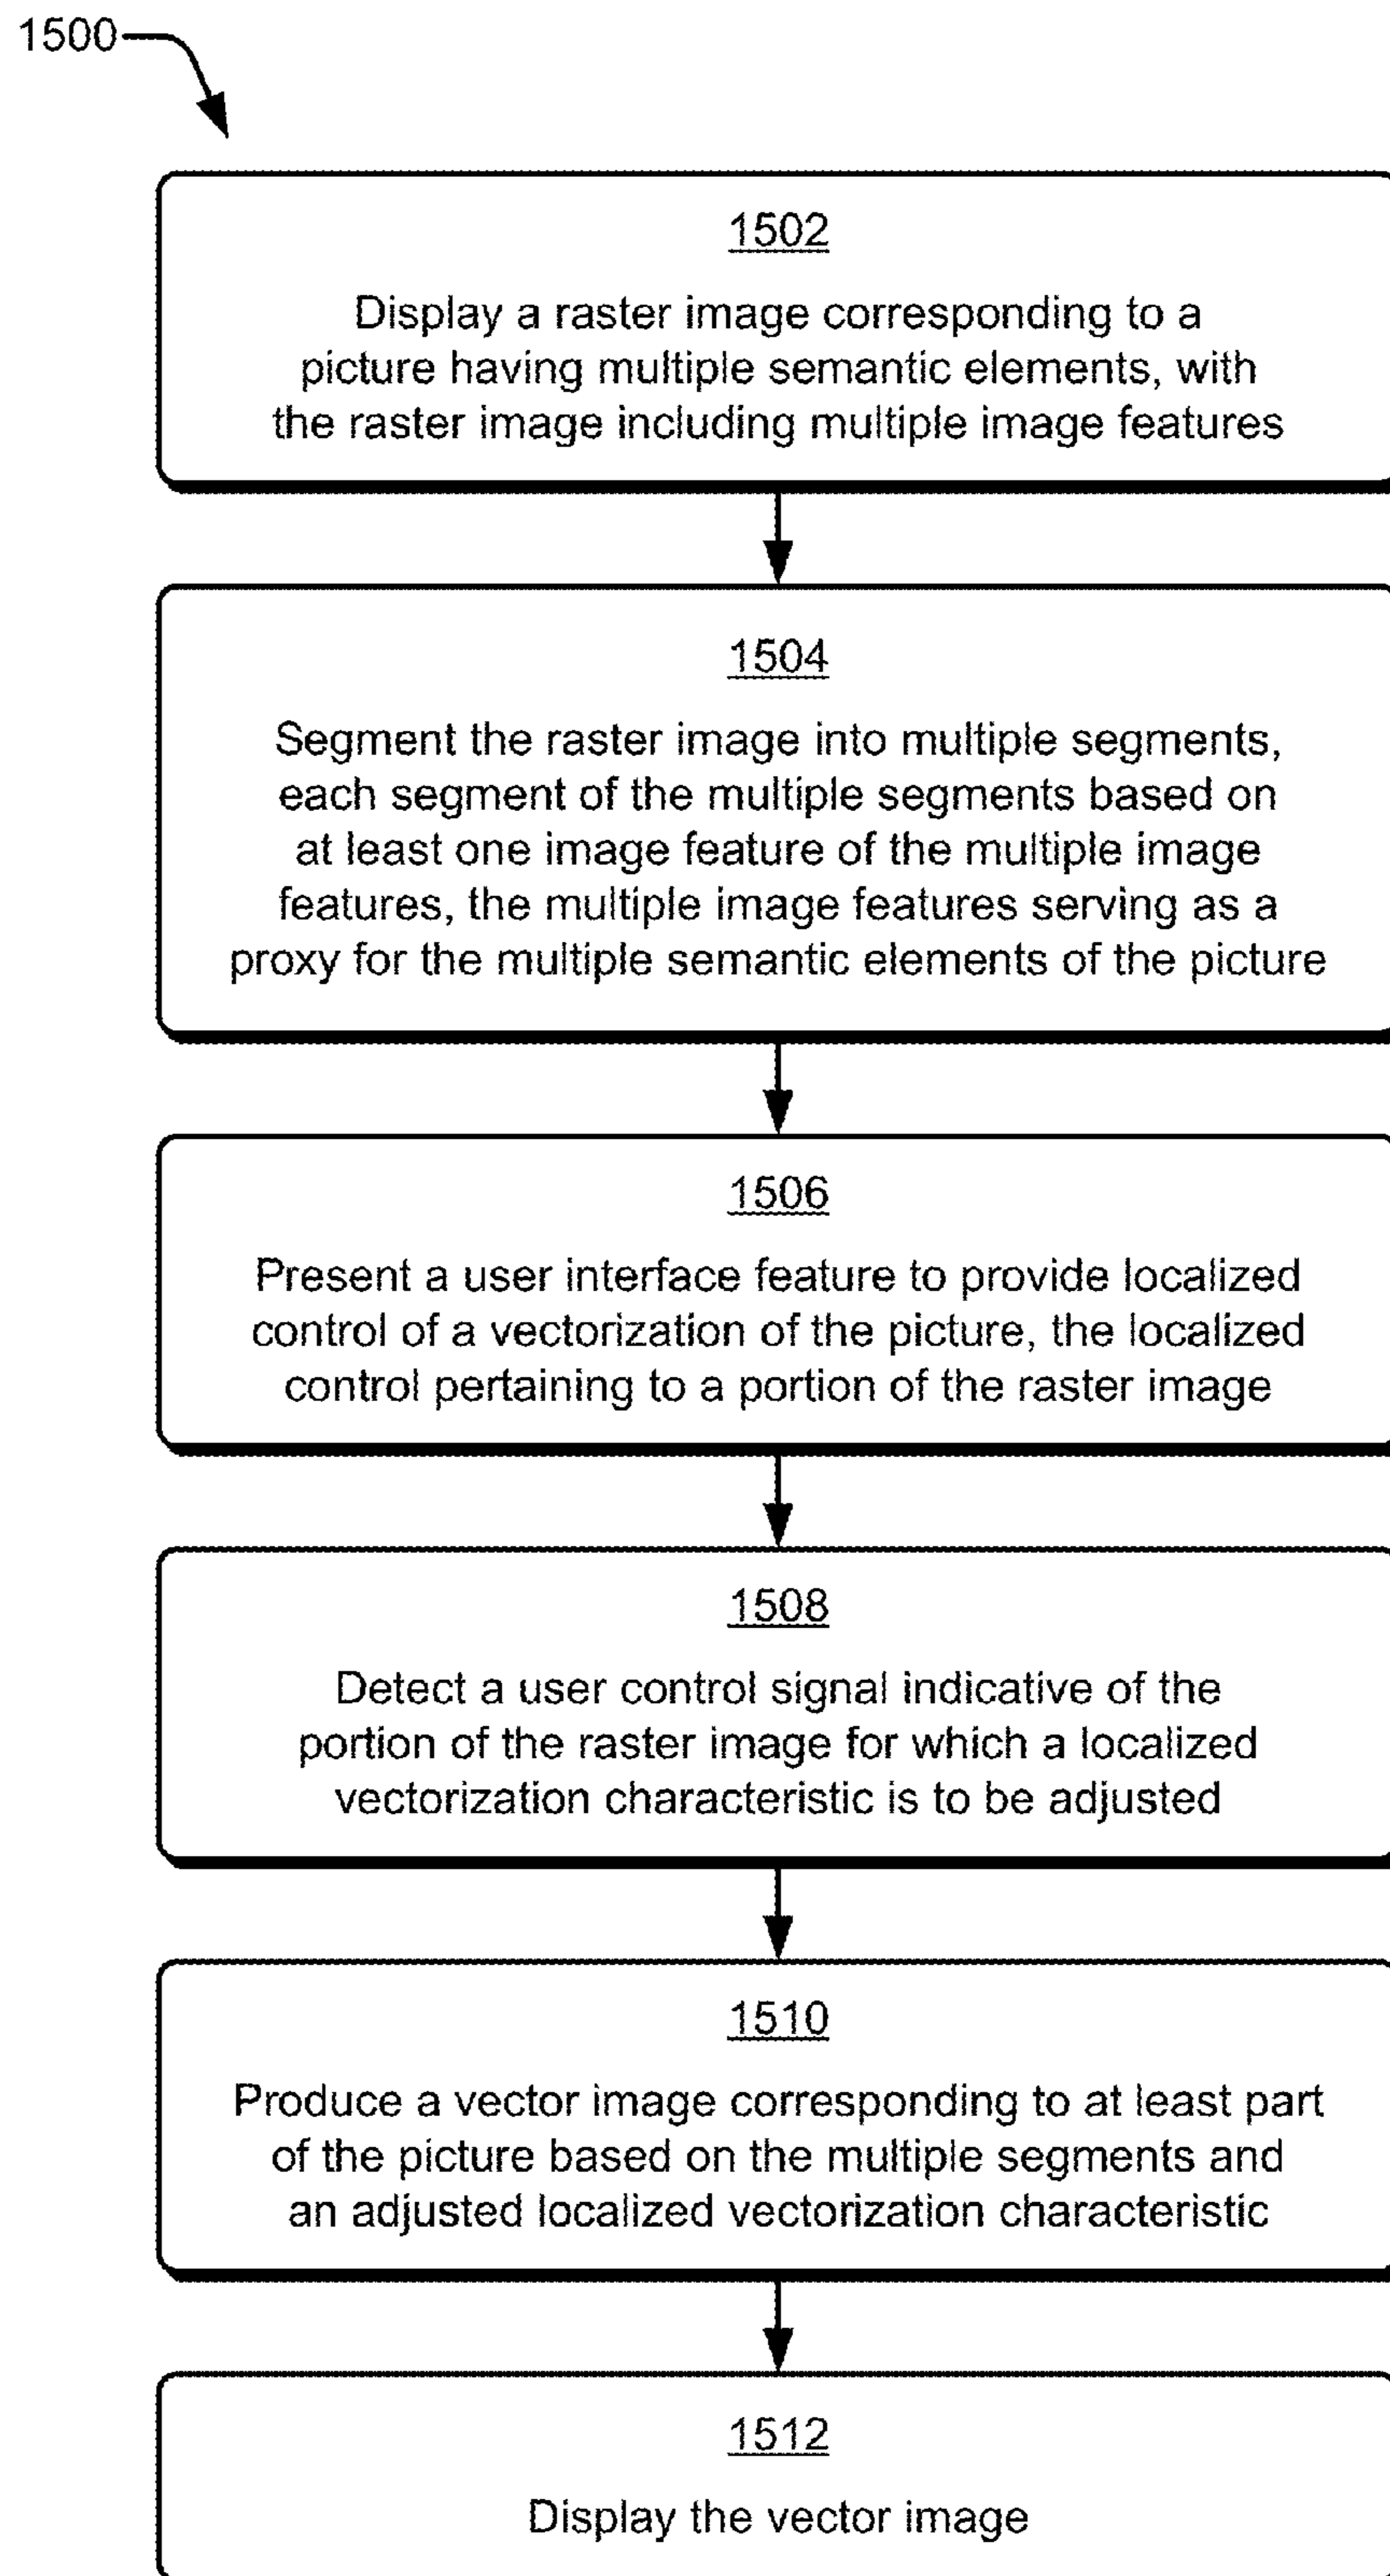 1500
1502
Display a raster image corresponding to a
picture having multiple semantic elements, with
the raster image including multiple image features
1504
Segment the raster image into multiple segments,
each segment of the multiple segments based on
at least one image feature of the multiple image
features, the multiple image features serving as a
proxy for the multiple semantic elements of the picture
1506
Present a user interface feature to provide localized
control of a vectorization of the picture, the localized
control pertaining to a portion of the raster image
1508
Detect a user control signal indicative of the
portion of the raster image for which a localized
vectorization characteristic is to be adjusted
1510
Produce a vector image corresponding to at least part
of the picture based on the multiple segments and
an adjusted localized vectorization characteristic
1512
Display the vector image